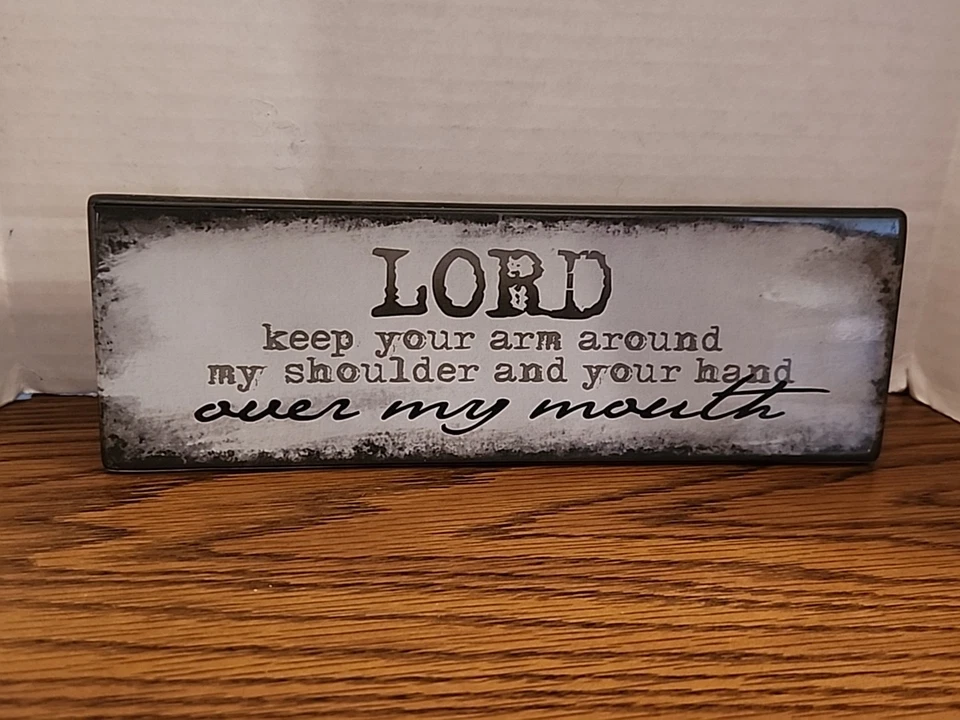 LORD
keep your arm around
my shoulder and your hand
over my mouth